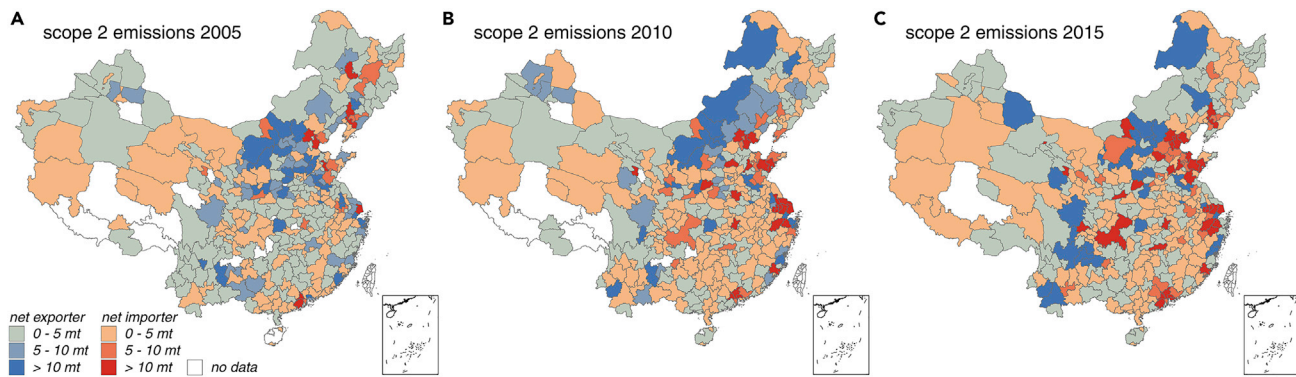 A
scope 2 emissions 2005
B
scope 2 emissions 2010
C
scope 2 emissions 2015
net exporter net importer
0 - 5 mt 0 - 5 mt
5 - 10 mt 5 - 10 mt
> 10 mt > 10 mt no data